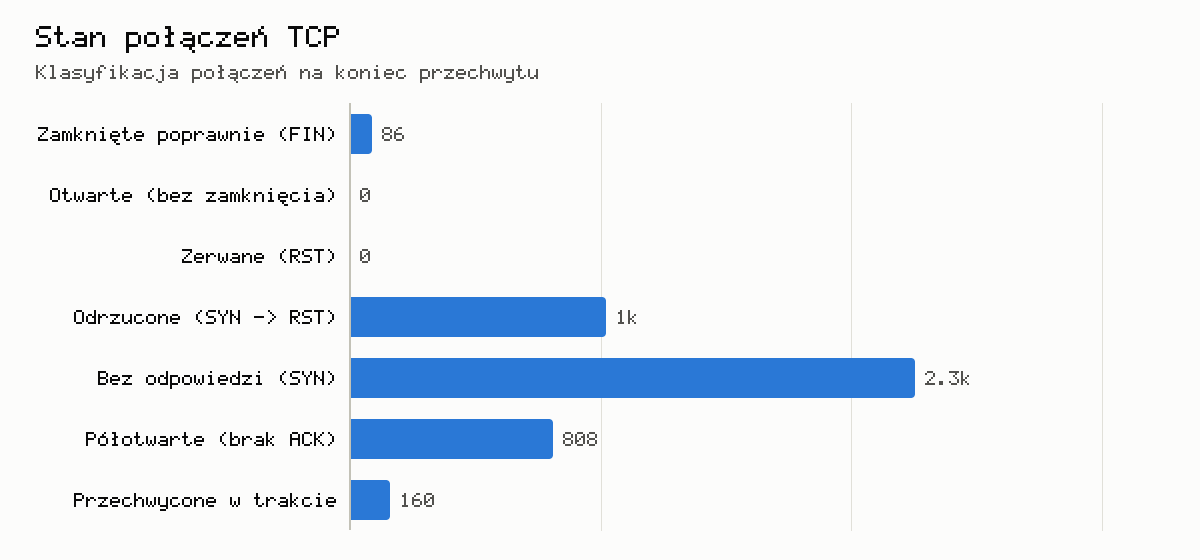 Stan połączeń TCP
Klasyfikacja połączeń na koniec przechwytu
Zamknięte poprawnie (FIN) 86
Otwarte (bez zamknięcia) 0
Zerwane (RST) 0
Odrzucone (SYN -> RST) 1k
Bez odpowiedzi (SYN) 2.3k
Półotwarte (brak ACK) 808
Przechwycone w trakcie 160